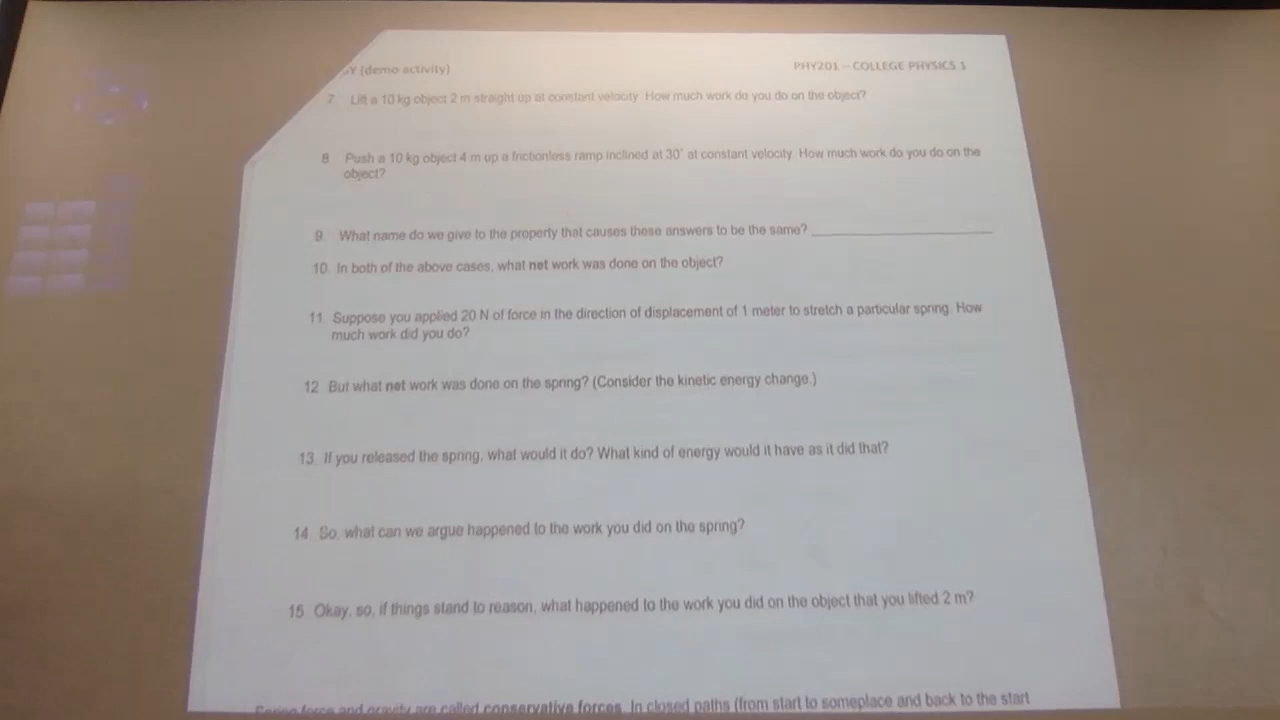 (demo activity)
PHY201 – COLLEGE PHYSICS 1
7. Lift a 10 kg object 2 m straight up at constant velocity. How much work do you do on the object?
8. Push a 10 kg object 4 m up a frictionless ramp inclined at 30° at constant velocity. How much work do you do on the
object?
9. What name do we give to the property that causes these answers to be the same?
10. In both of the above cases, what net work was done on the object?
11. Suppose you applied 20 N of force in the direction of displacement of 1 meter to stretch a particular spring. How
much work did you do?
12. But what net work was done on the spring? (Consider the kinetic energy change.)
13. If you released the spring, what would it do? What kind of energy would it have as it did that?
14. So, what can we argue happened to the work you did on the spring?
15. Okay, so, if things stand to reason, what happened to the work you did on the object that you lifted 2 m?
Spring force and gravity are called conservative forces. In closed paths (from start to someplace and back to the start